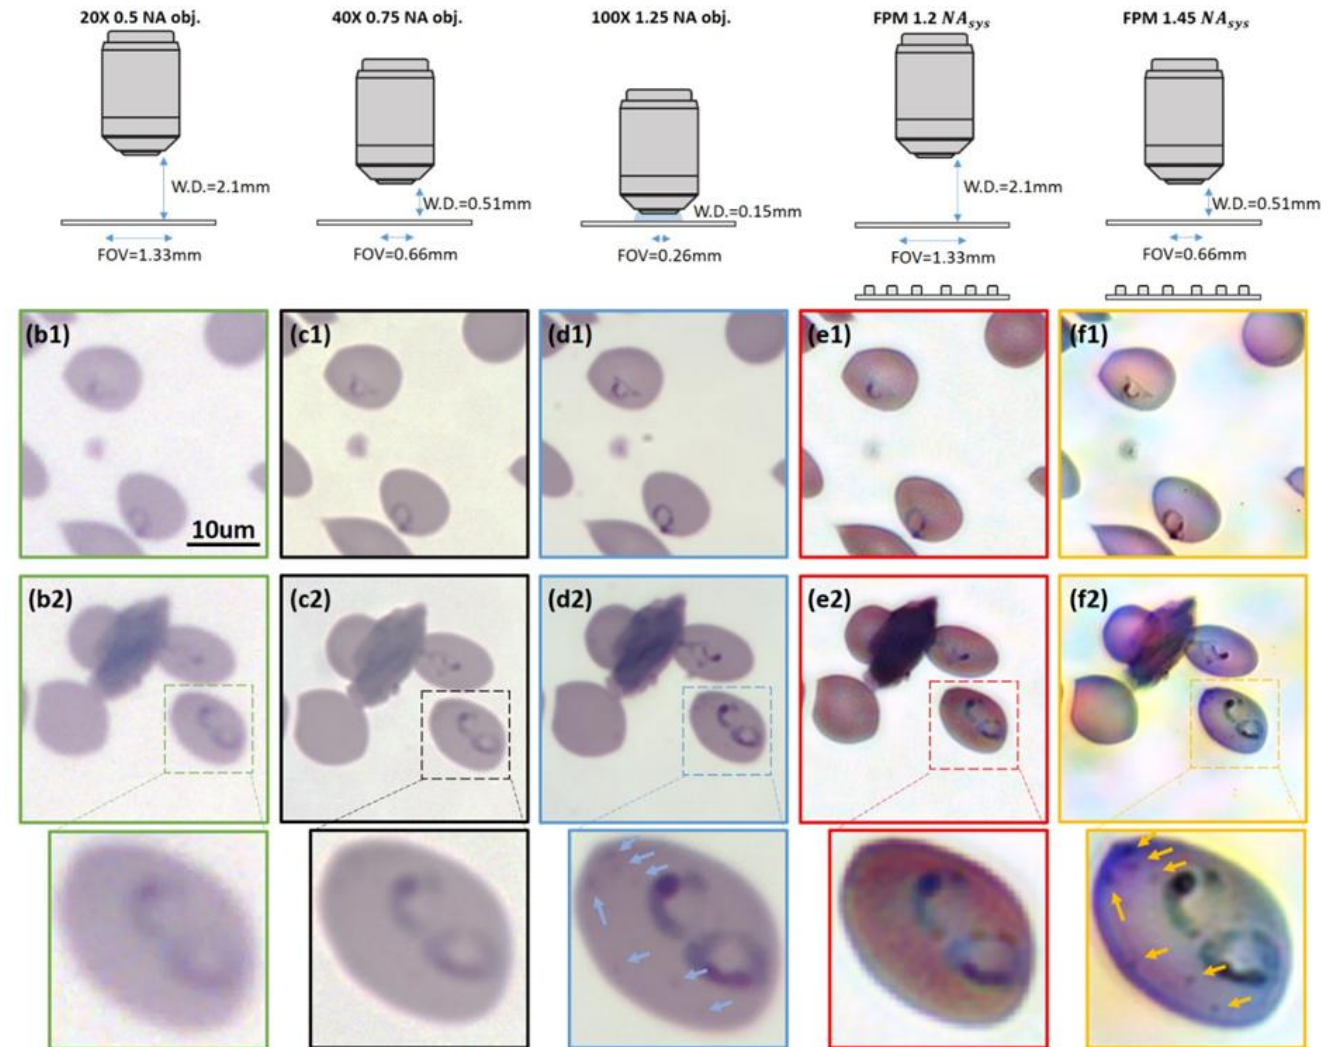 20X 0.5 NA obj.
40X 0.75 NA obj.
100X 1.25 NA obj.
FPM 1.2 NAsys
FPM 1.45 NAsys
W.D.=2.1mm
W.D.=0.51mm
W.D.=0.15mm
W.D.=2.1mm
W.D.=0.51mm
FOV=1.33mm
FOV=0.66mm
FOV=0.26mm
FOV=1.33mm
FOV=0.66mm
(b1)
(c1)
(d1)
(e1)
(f1)
10um
(b2)
(c2)
(d2)
(e2)
(f2)